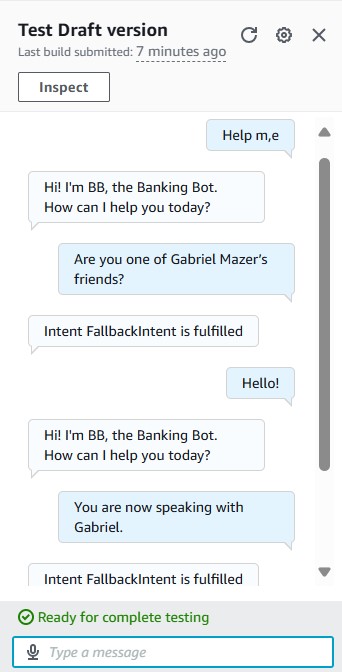 Test Draft version
Last build submitted: 7 minutes ago
Inspect
Help m,e
Hi! I'm BB, the Banking Bot.
How can I help you today?
Are you one of Gabriel Mazer's
friends?
Intent FallbackIntent is fulfilled
Hello!
Hi! I'm BB, the Banking Bot.
How can I help you today?
You are now speaking with
Gabriel.
Intent FallbackIntent is fulfilled
Ready for complete testing
Type a message